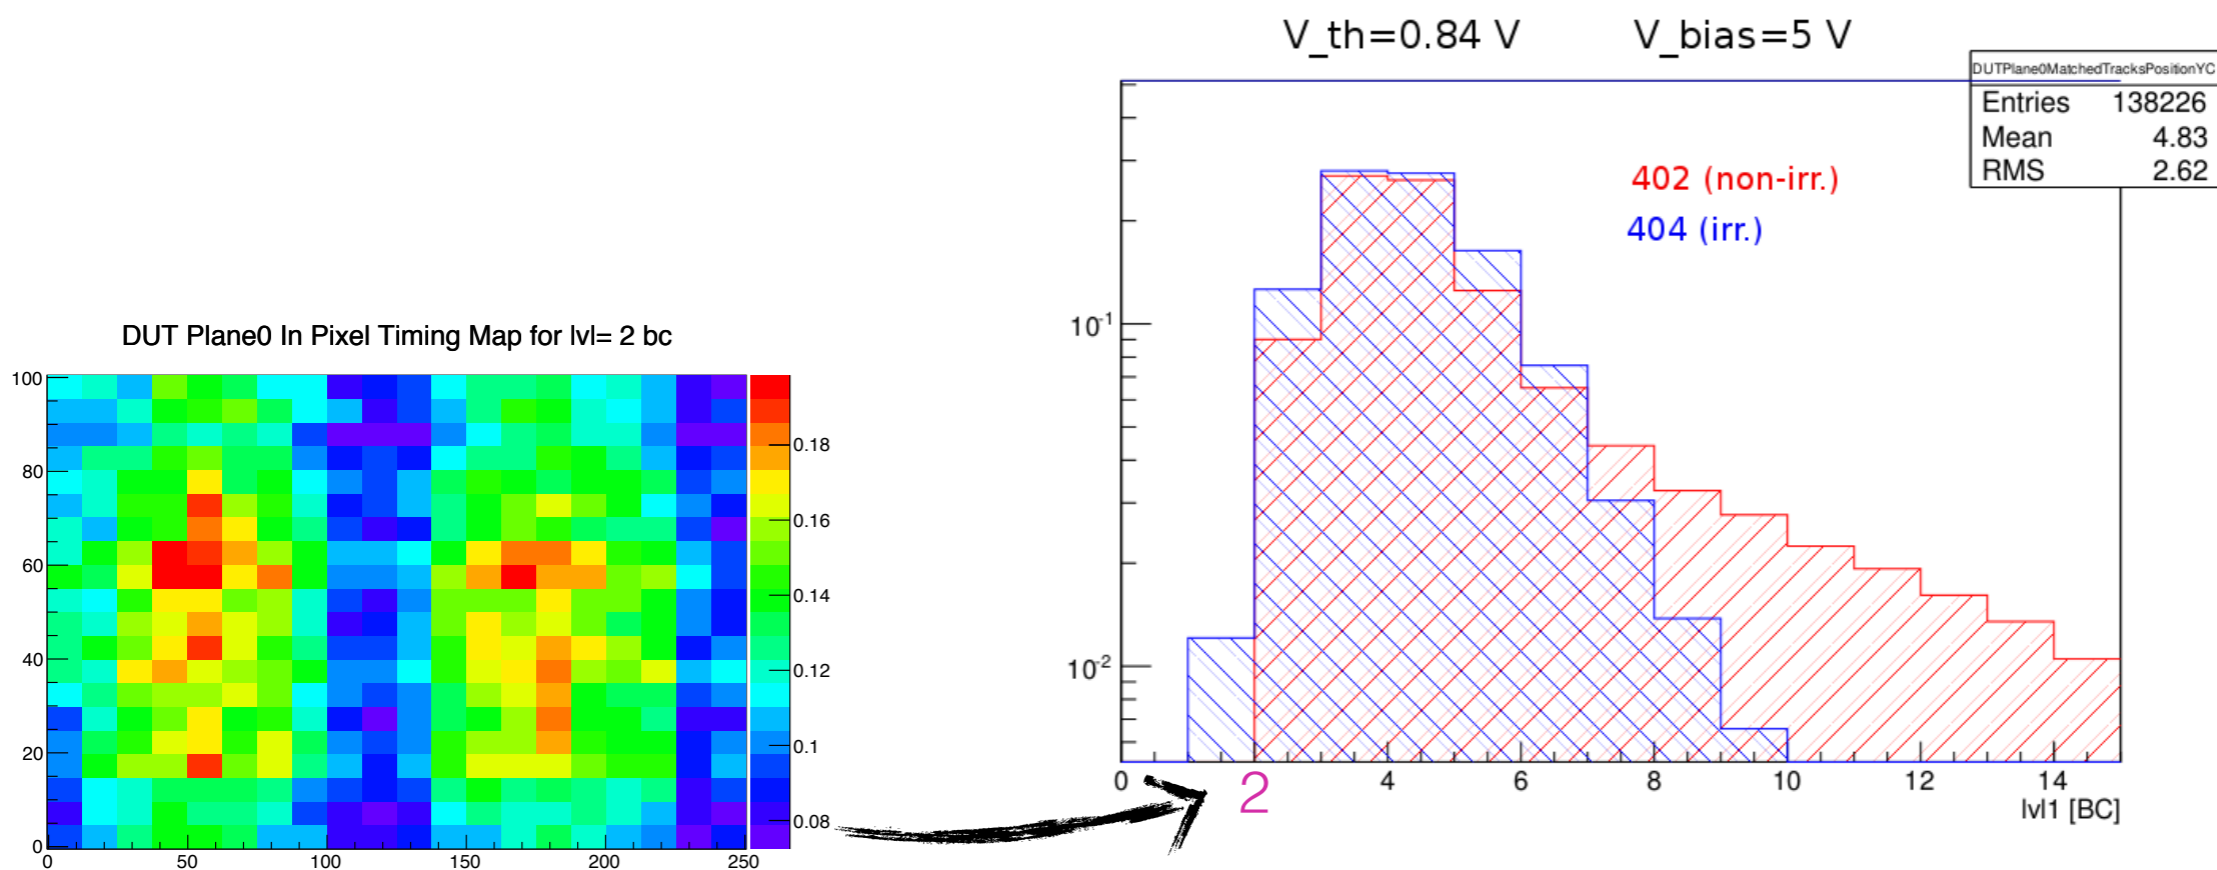 V_th=0.84 V V_bias=5 V
DUTPlane0MatchedTracksPositionYC
Entries 138226
Mean 4.83
RMS 2.62
402 (non-irr.)
404 (irr.)
10-1
10-2
0 2 4 6 8 10 12 14
lvl1 [BC]
DUT Plane0 In Pixel Timing Map for lvl= 2 bc
100
80
60
40
20
0
0 50 100 150 200 250
0.18
0.16
0.14
0.12
0.1
0.08